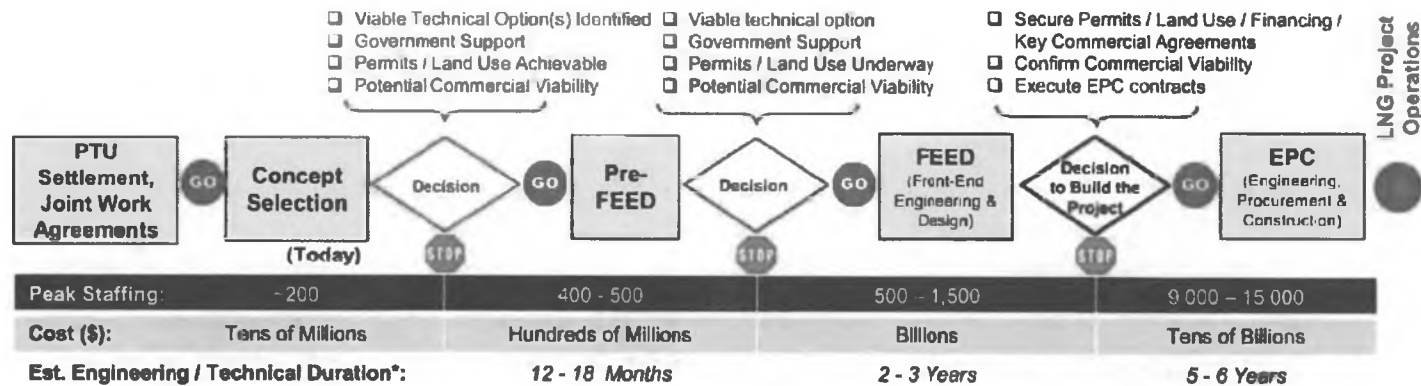 ❑ Viable Technical Option(s) Identified
❑ Government Support
❑ Permits / Land Use Achievable
❑ Potential Commercial Viability
❑ Viable technical option
❑ Government Support
❑ Permits / Land Use Underway
❑ Potential Commercial Viability
❑ Secure Permits / Land Use / Financing /
Key Commercial Agreements
❑ Confirm Commercial Viability
❑ Execute EPC contracts
LNG Project
Operations
PTU
Settlement,
Joint Work
Agreements
GO
Concept
Selection
(Today)
Decision
GO
STOP
Pre-
FEED
Decision
GO
STOP
FEED
(Front-End
Engineering &
Design)
Decision
to Build the
Project
GO
STOP
EPC
(Engineering,
Procurement &
Construction)
Peak Staffing: ~200 400 - 500 500 – 1,500 9 000 – 15 000
Cost ($): Tens of Millions Hundreds of Millions Billions Tens of Billions
Est. Engineering / Technical Duration*: 12 - 18 Months 2 - 3 Years 5 - 6 Years